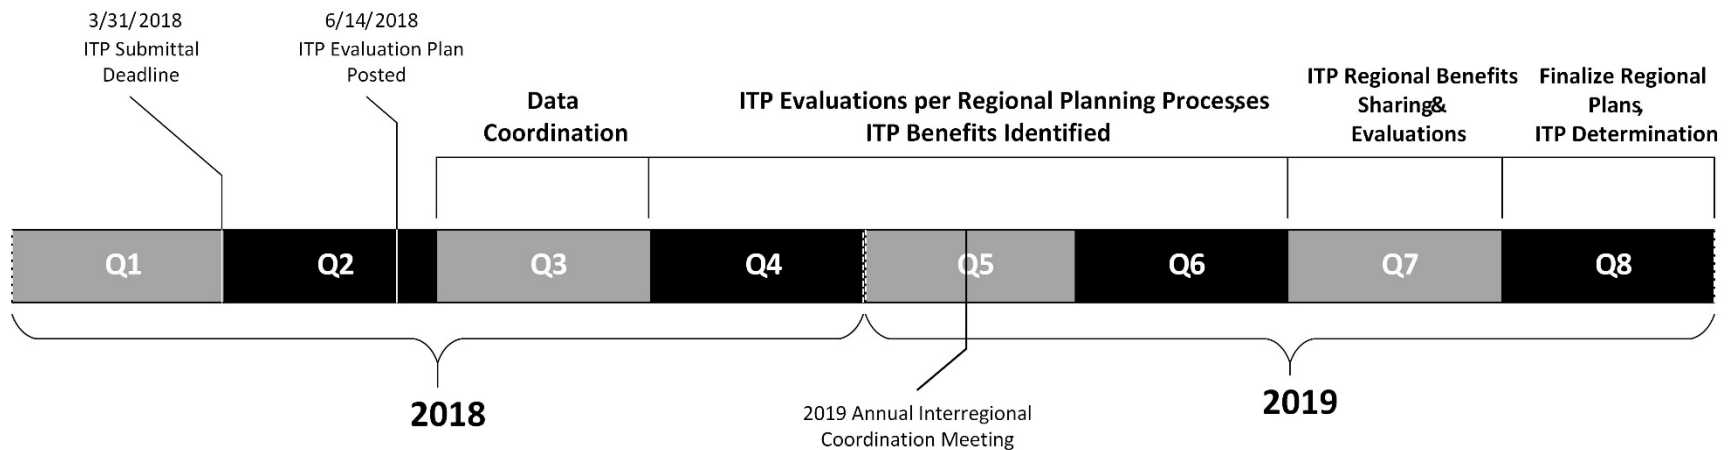 3/31/2018
ITP Submittal
Deadline
6/14/2018
ITP Evaluation Plan
Posted
Data
Coordination
ITP Evaluations per Regional Planning Processes,
ITP Benefits Identified
ITP Regional Benefits
Sharing&
Evaluations
Finalize Regional
Plans,
ITP Determination
Q1
Q2
Q3
Q4
Q5
Q6
Q7
Q8
2018
2019 Annual Interregional
Coordination Meeting
2019